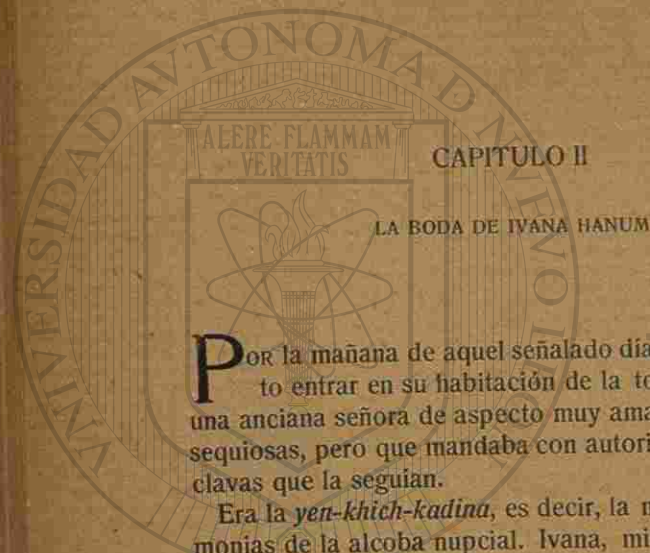 UNIVERSIDAD AUTONOMA DE NUEVO LEON
ALERE FLAMMAM
VERITATIS
CAPITULO II
LA BODA DE IVANA HANUM
POR la mañana de aquel señalado día
to entrar en su habitación de la to
una anciana señora de aspecto muy ama
sequiosas, pero que mandaba con autori
clavas que la seguian.
Era la yen-khich-kadina, es decir, la m
monias de la alcoba nupcial. Ivana, mi